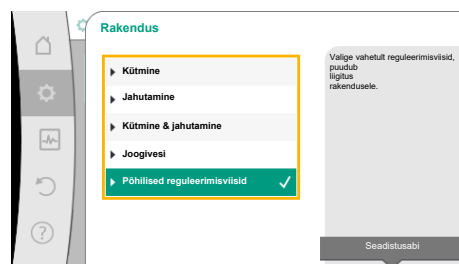 Rakendus
Kütmine
Jahutamine
Kütmine & jahutamine
Joogivesi
Põhilised reguleerimisviisid
Valige vahetult reguleerimisviisid,
puudub
liigitus
rakendusele.
Seadistusabi